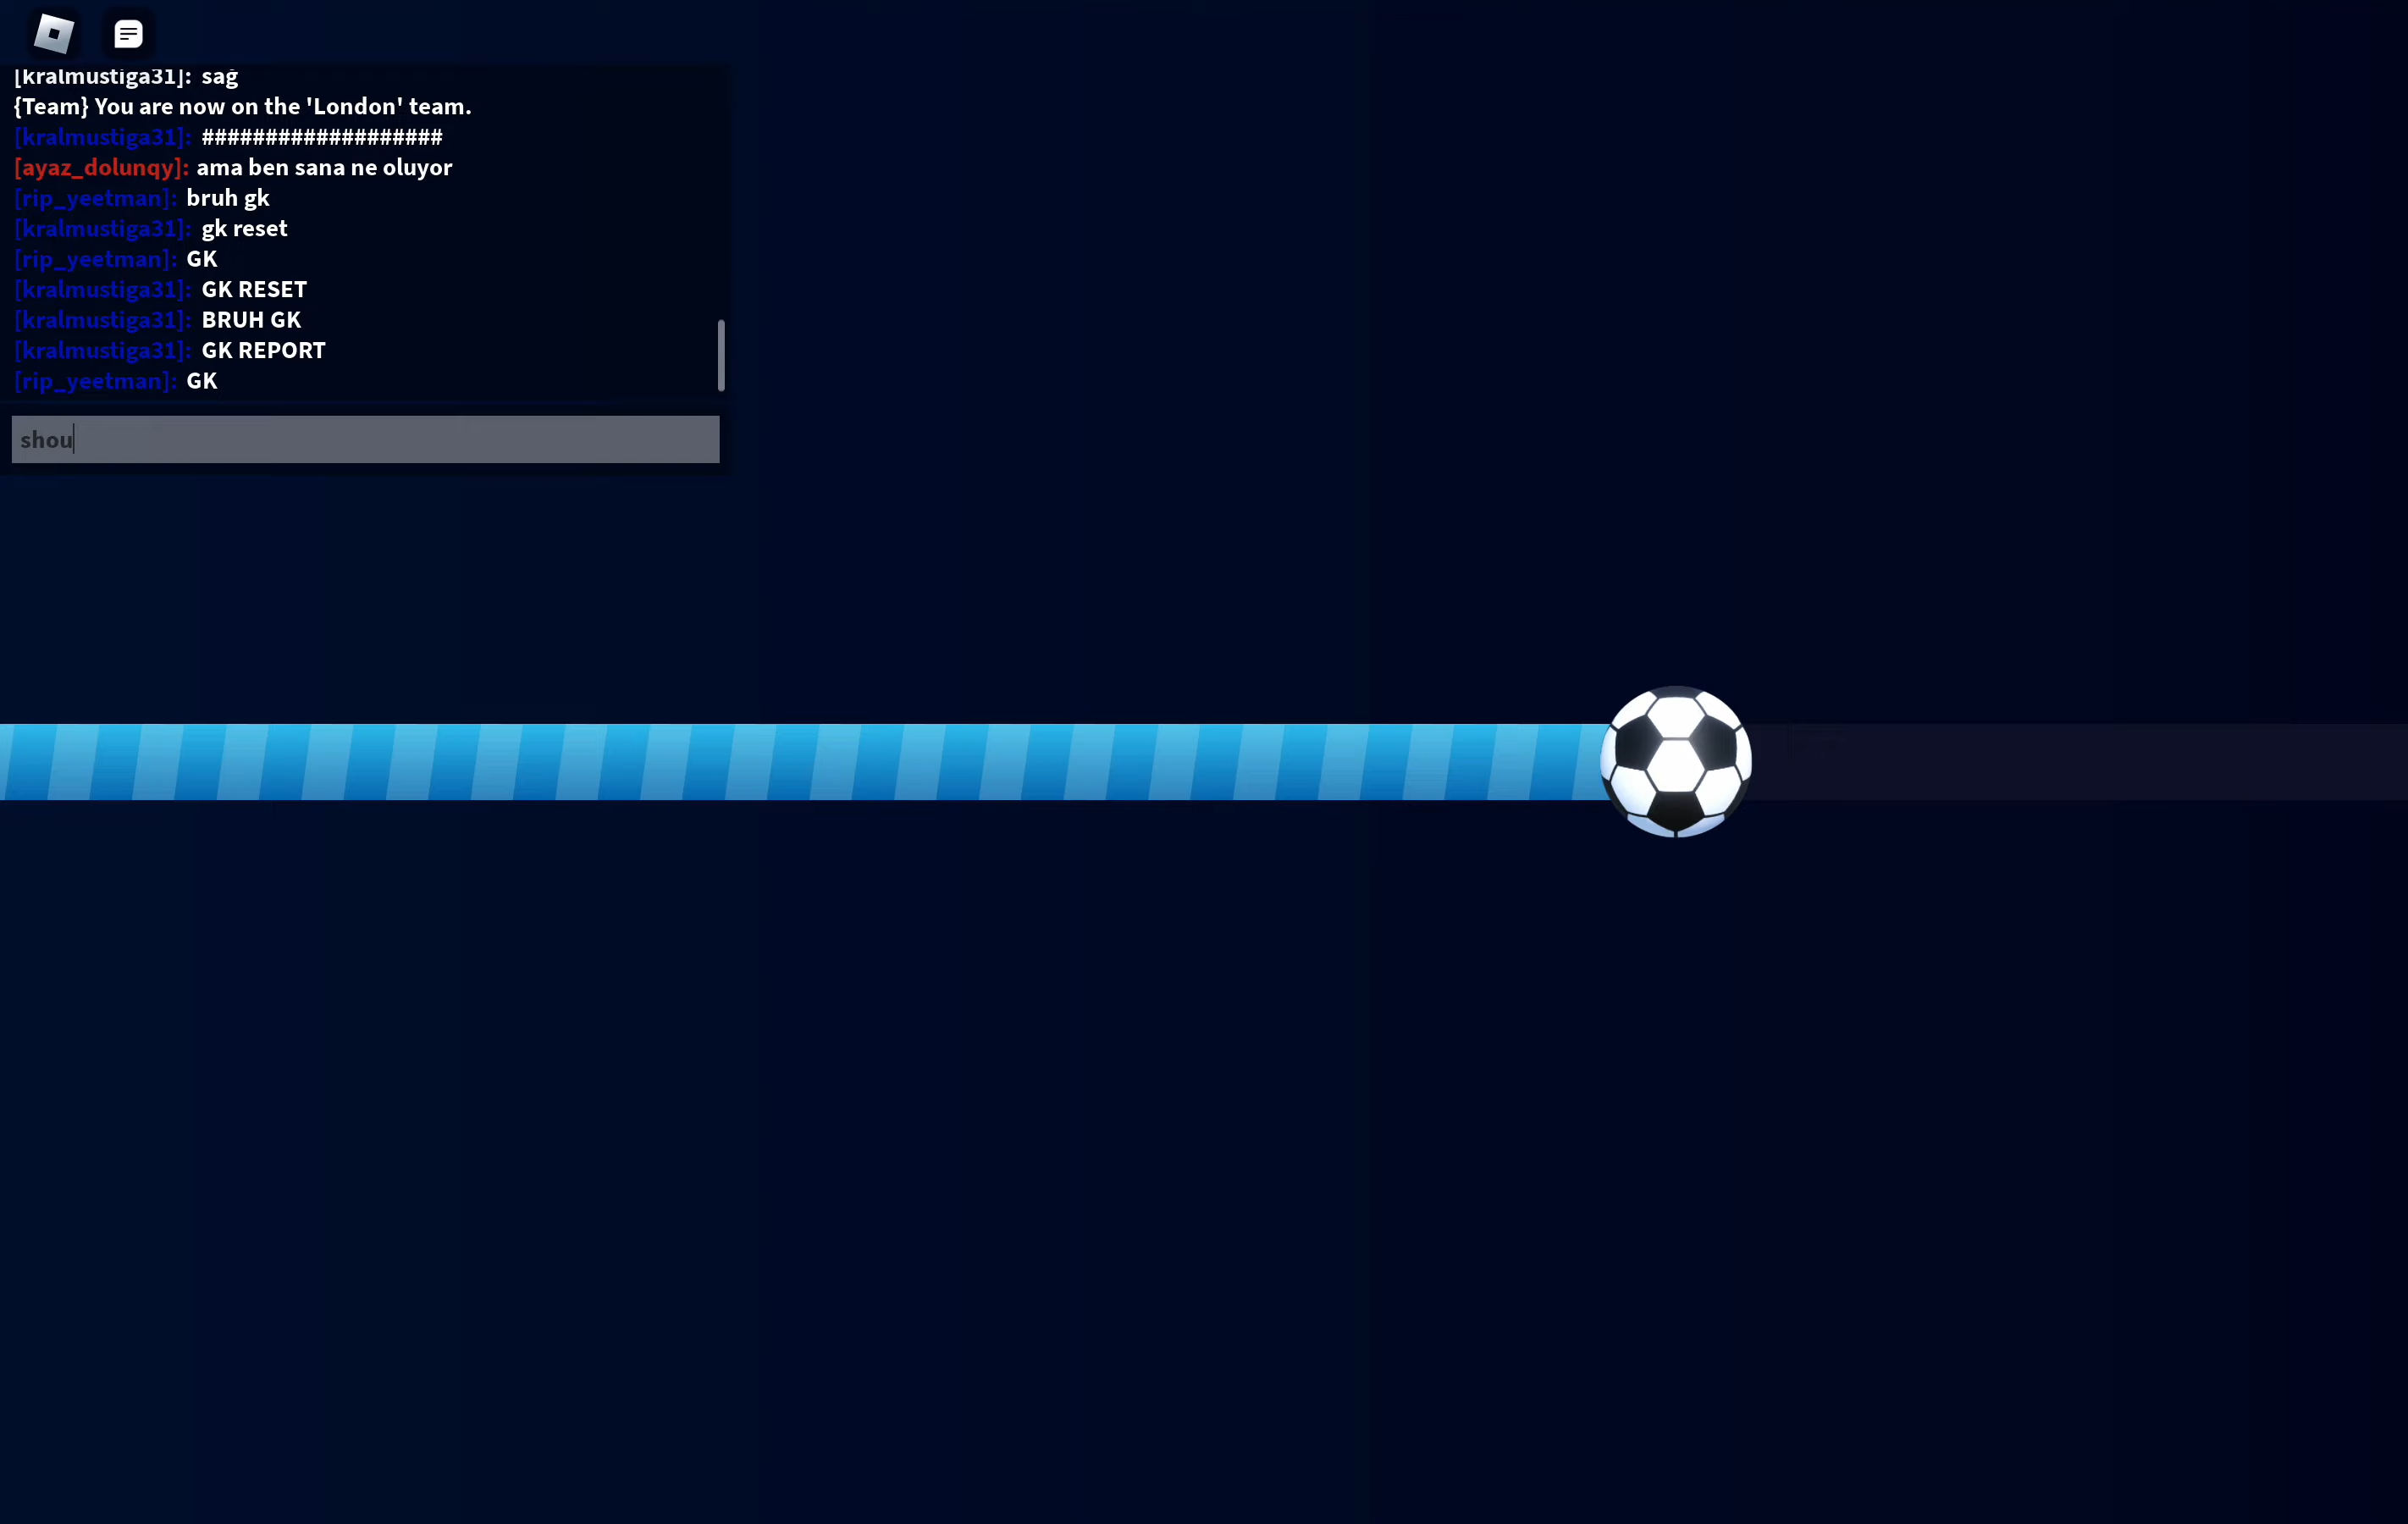 [kralmustiga31]: sağ
{Team} You are now on the 'London' team.
[kralmustiga31]: ###################
[ayaz_dolunqy]: ama ben sana ne oluyor
[rip_yeetman]: bruh gk
[kralmustiga31]: gk reset
[rip_yeetman]: GK
[kralmustiga31]: GK RESET
[kralmustiga31]: BRUH GK
[kralmustiga31]: GK REPORT
[rip_yeetman]: GK
shou